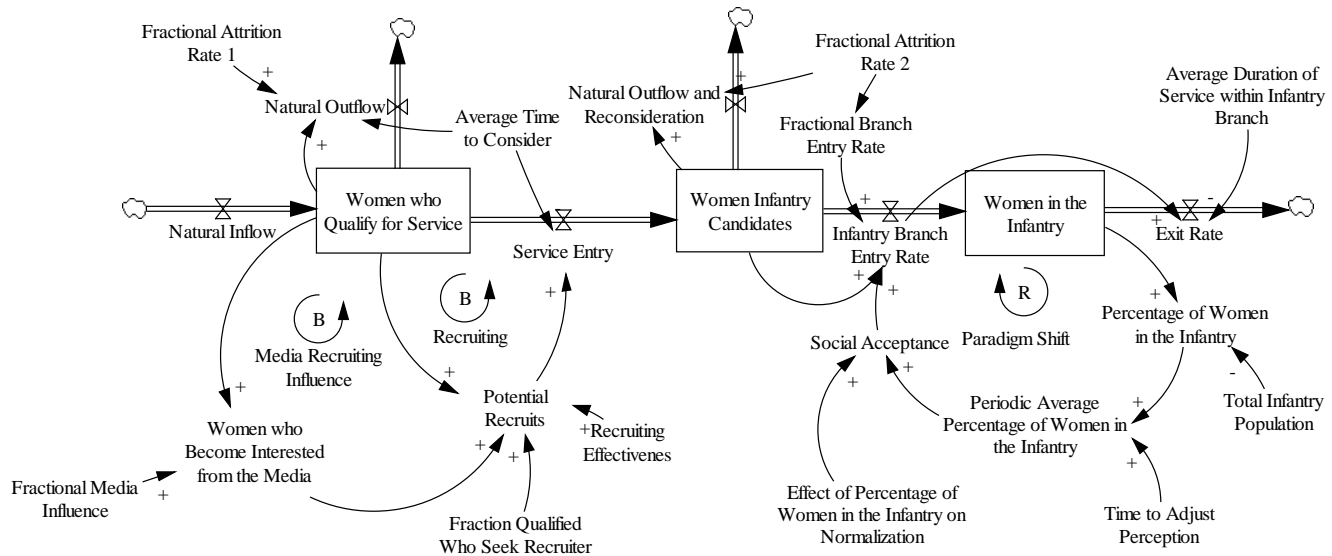 Fractional Attrition
Rate 1
+
Natural Outflow
+
Average Time
to Consider
Women who
Qualify for Service
Natural Inflow
Service Entry
+
B
Recruiting
B
Media Recruiting
Influence
+
+
Women who
Become Interested
from the Media
Fractional Media
Influence
+
Potential
Recruits
+
+
+
Recruiting
Effectivenes
Fraction Qualified
Who Seek Recruiter
Natural Outflow and
Reconsideration
+
+
Fractional Attrition
Rate 2
Fractional Branch
Entry Rate
+
Women Infantry
Candidates
Infantry Branch
Entry Rate
+
+
Women in the
Infantry
Average Duration of
Service within Infantry
Branch
-
+
Exit Rate
R
Paradigm Shift
+
Percentage of Women
in the Infantry
-
Total Infantry
Population
Social Acceptance
+
+
Periodic Average
Percentage of Women in
the Infantry
+
+
Effect of Percentage of
Women in the Infantry on
Normalization
Time to Adjust
Perception